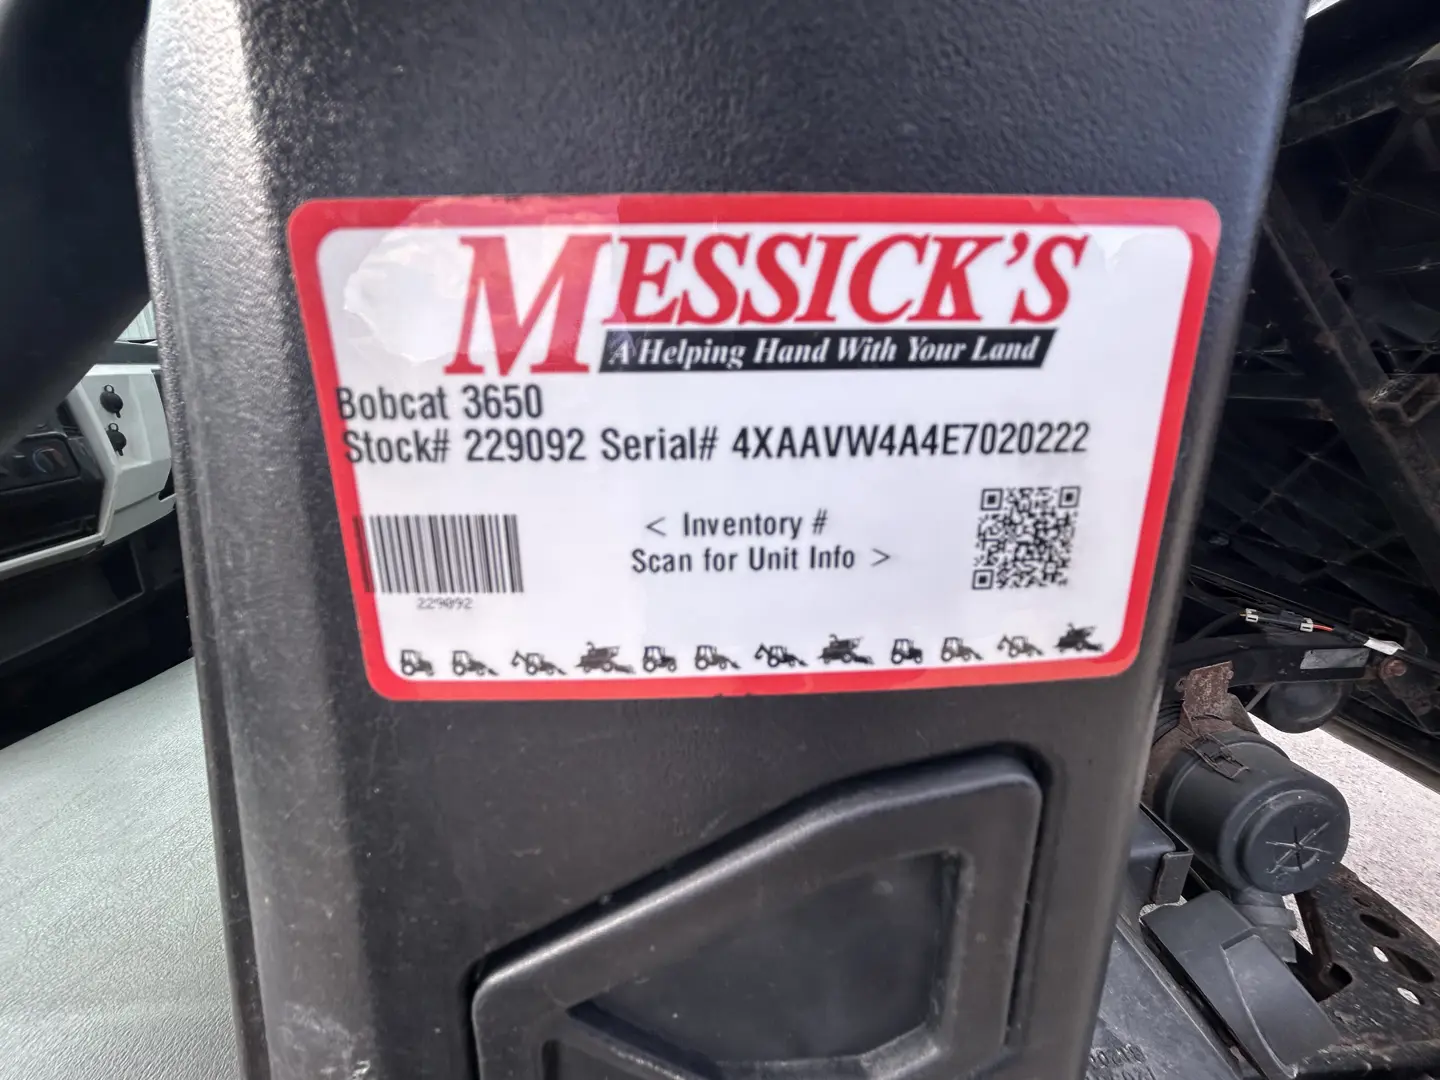 MESSICK'S
A Helping Hand With Your Land
Bobcat 3650
Stock# 229092 Serial# 4XAAVW4A4E7020222
< Inventory #
Scan for Unit Info >
229092